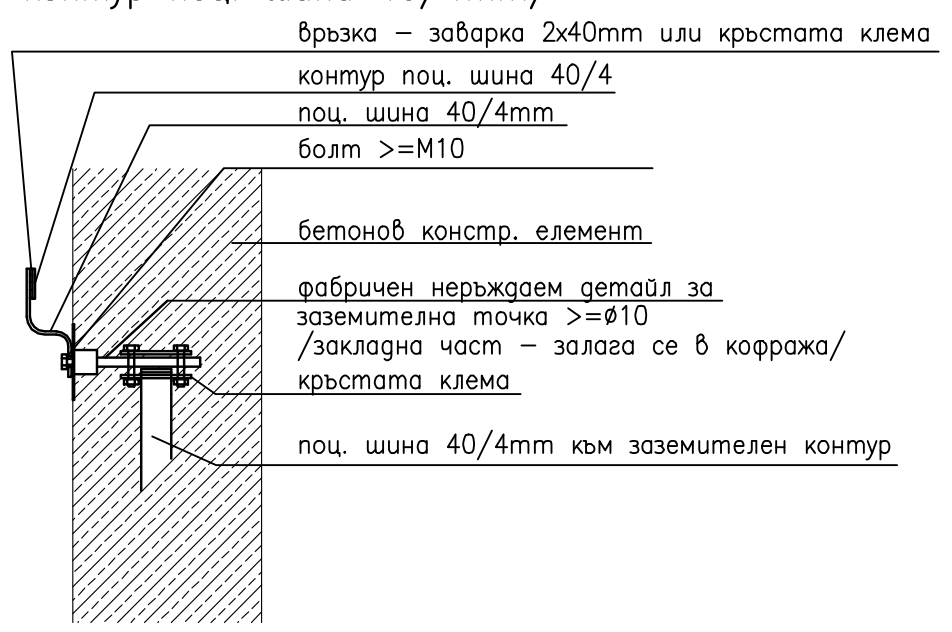 връзка – заварка 2x40mm или кръстата клема
контур поц. шина 40/4
поц. шина 40/4mm
болт >=M10
бетонов констр. елемент
фабричен неръждаем детайл за
заземителна точка >=ø10
/закладна част – залага се в кофража/
кръстата клема
поц. шина 40/4mm към заземителен контур